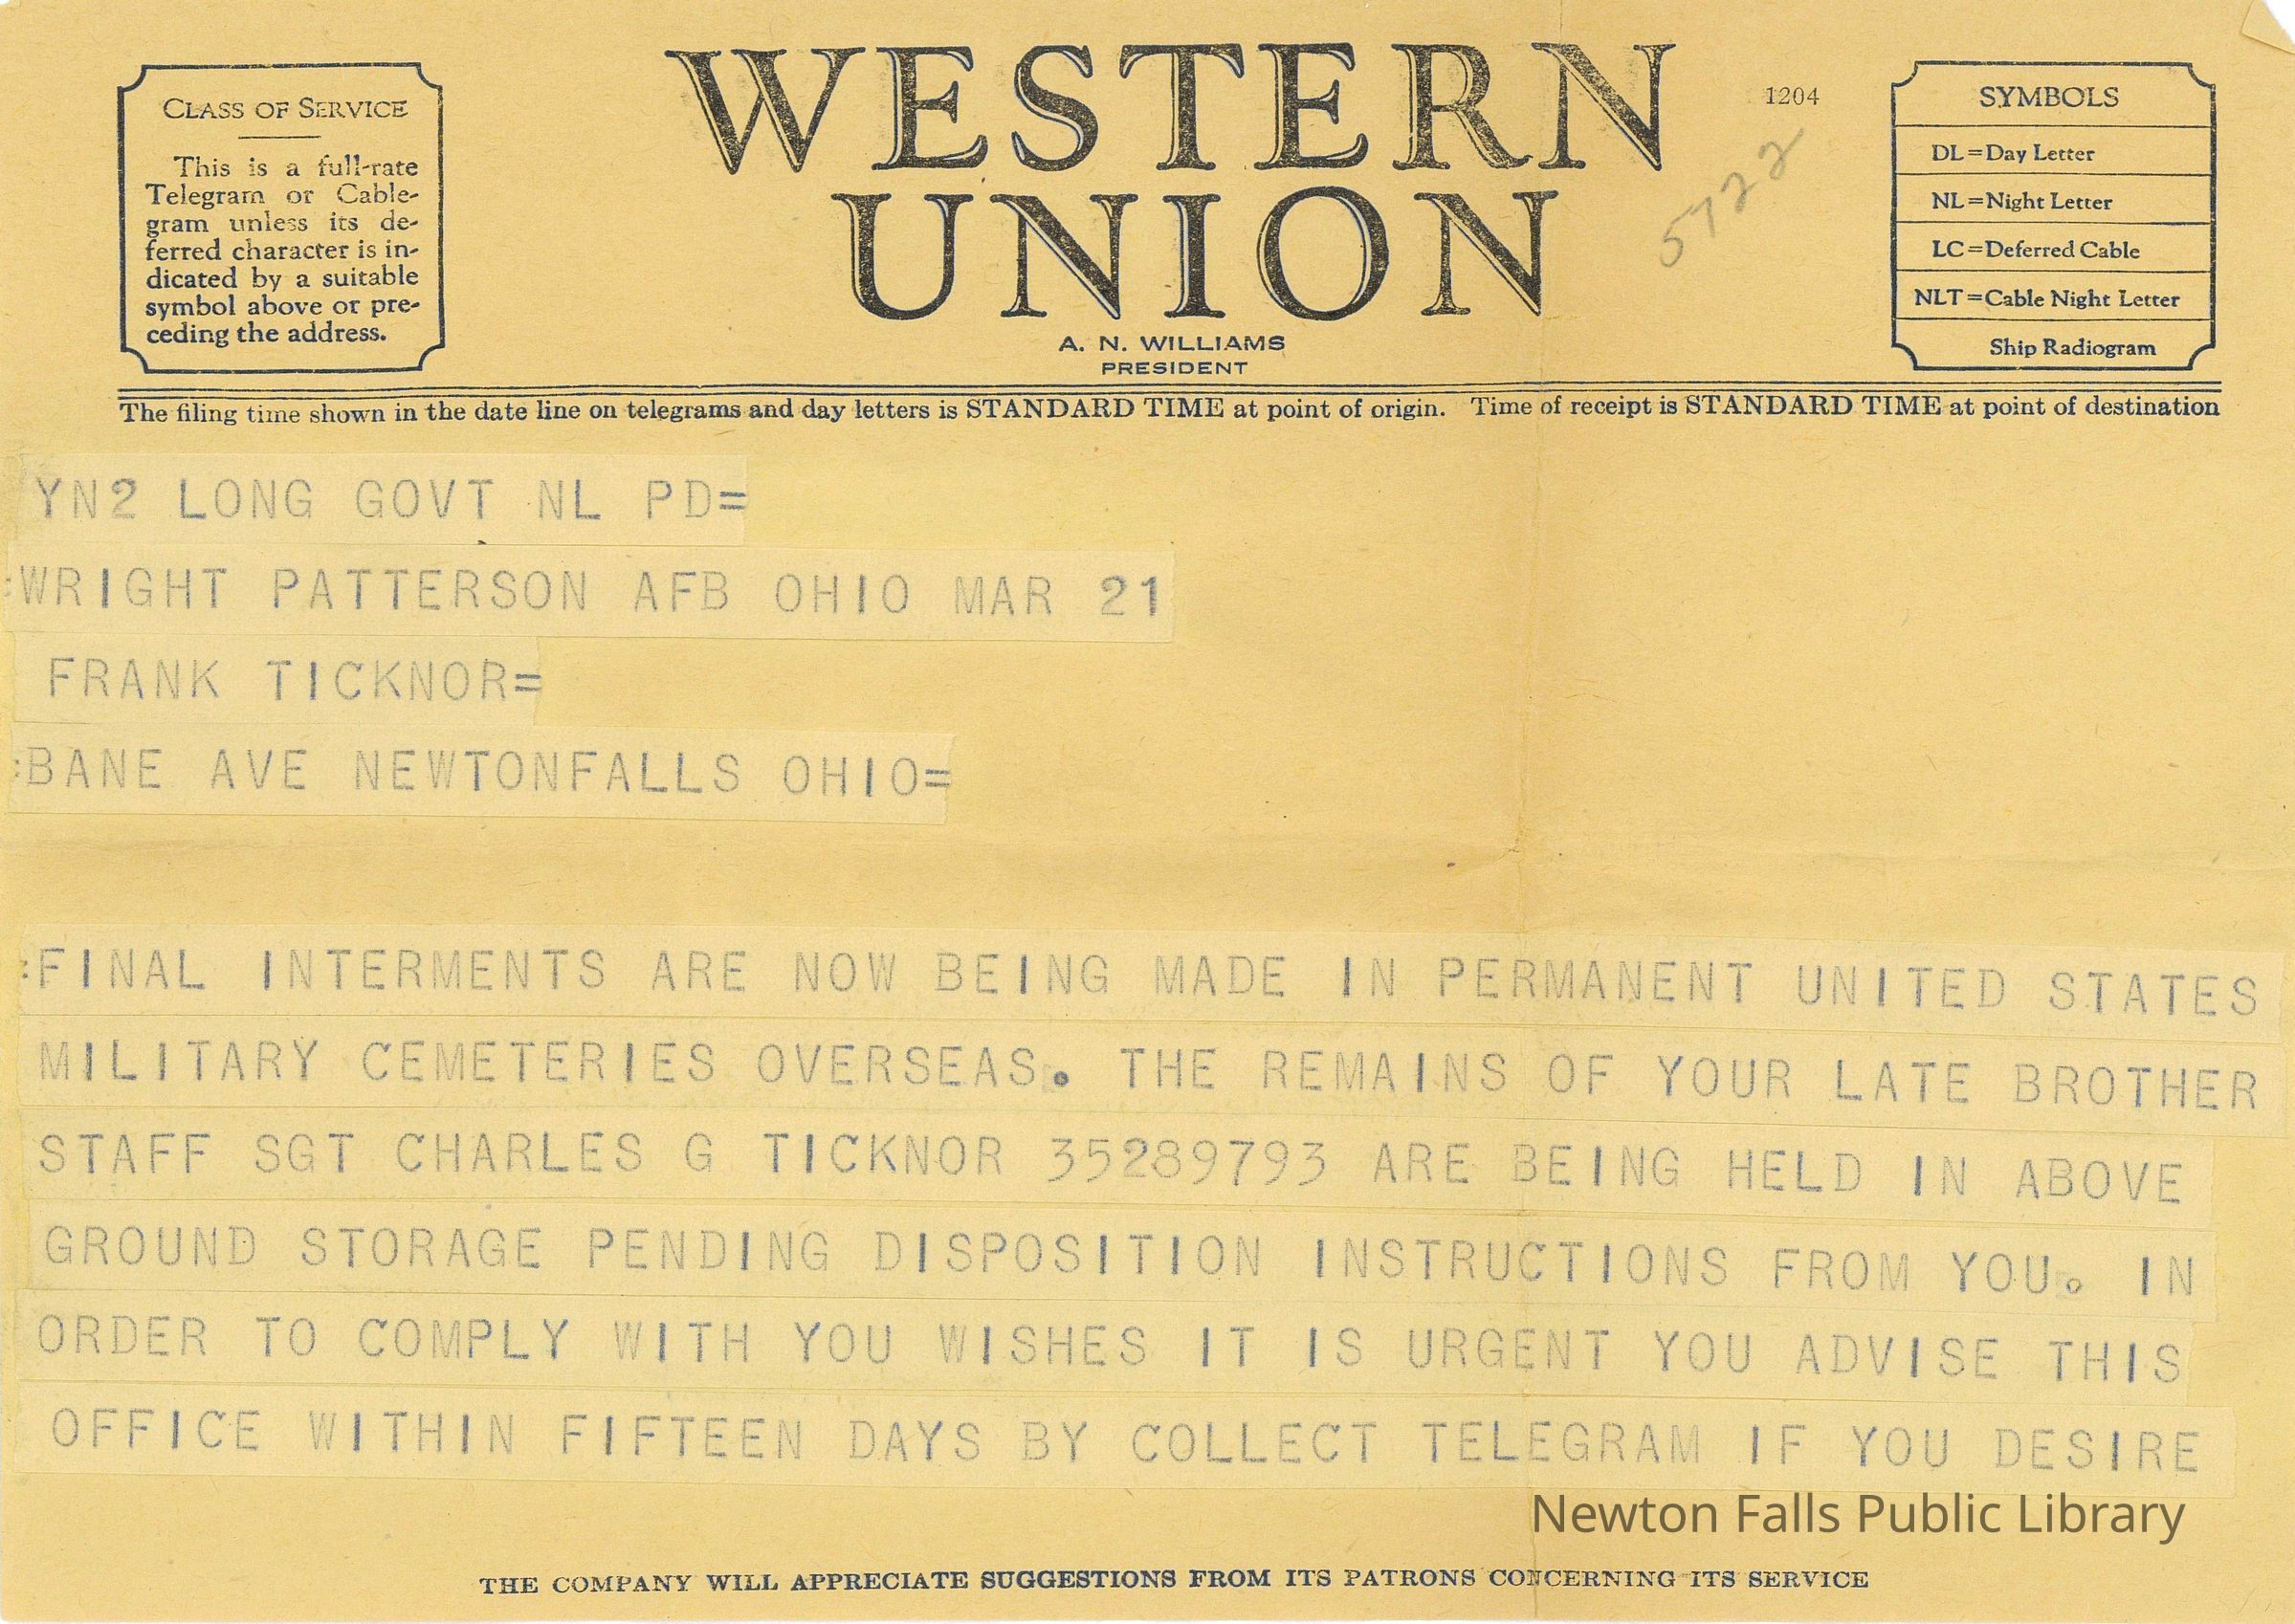 WESTERN
UNION
1204
5722
A. N. WILLIAMS
PRESIDENT
CLASS OF SERVICE
This is a full-rate
Telegram or Cable-
gram unless its de-
ferred character is in-
dicated by a suitable
symbol above or pre-
ceding the address.
SYMBOLS
DL=Day Letter
NL=Night Letter
LC=Deferred Cable
NLT=Cable Night Letter
Ship Radiogram
The filing time shown in the date line on telegrams and day letters is STANDARD TIME at point of origin. Time of receipt is STANDARD TIME at point of destination
YN2 LONG GOVT NL PD=
:WRIGHT PATTERSON AFB OHIO MAR 21
FRANK TICKNOR=
:BANE AVE NEWTONFALLS OHIO=
:FINAL INTERMENTS ARE NOW BEING MADE IN PERMANENT UNITED STATES
MILITARY CEMETERIES OVERSEAS. THE REMAINS OF YOUR LATE BROTHER
STAFF SGT CHARLES G TICKNOR 35289793 ARE BEING HELD IN ABOVE
GROUND STORAGE PENDING DISPOSITION INSTRUCTIONS FROM YOU. IN
ORDER TO COMPLY WITH YOU WISHES IT IS URGENT YOU ADVISE THIS
OFFICE WITHIN FIFTEEN DAYS BY COLLECT TELEGRAM IF YOU DESIRE
Newton Falls Public Library
THE COMPANY WILL APPRECIATE SUGGESTIONS FROM ITS PATRONS CONCERNING ITS SERVICE